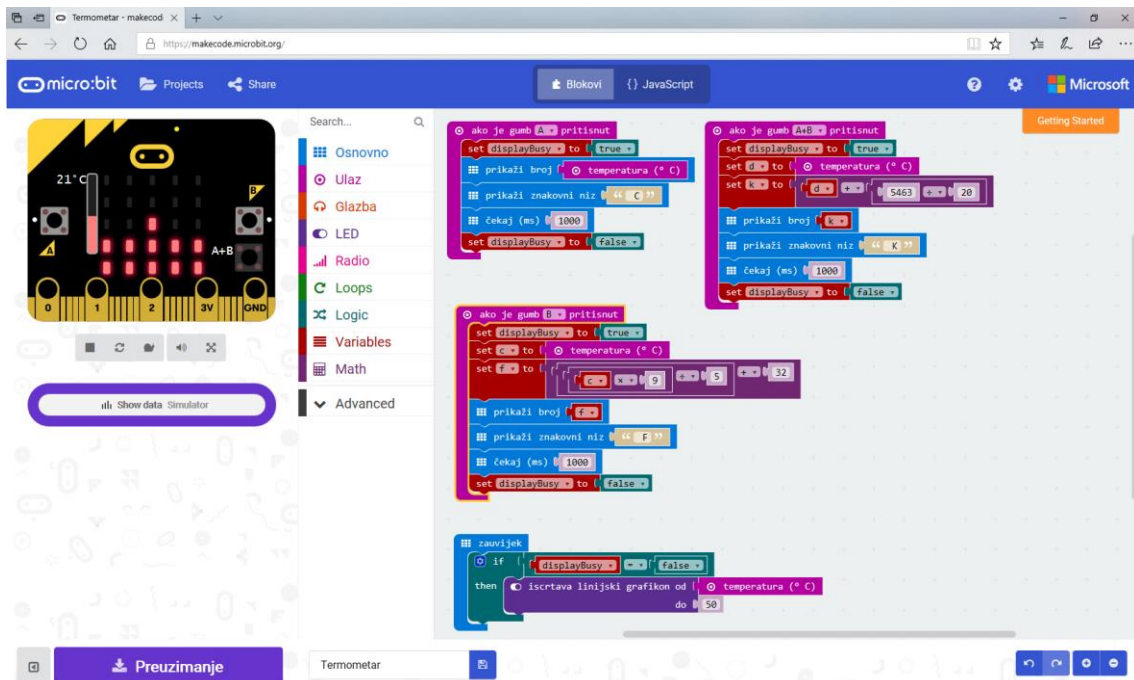 Termometar - makecod
https://makecode.microbit.org/
micro:bit
Projects
Share
Blokovi
{} JavaScript
Microsoft
Getting Started
21°C
B
A
A+B
0
1
2
3V
GND
Show data Simulator
Search...
Osnovno
Ulaz
Glazba
LED
Radio
Loops
Logic
Variables
Math
Advanced
ako je gumb A pritisnut
set displayBusy to true
prikaži broj temperatura (° C)
prikaži znakovni niz “ C ”
čekaj (ms) 1000
set displayBusy to false
ako je gumb A+B pritisnut
set displayBusy to true
set d to temperatura (° C)
set k to d + 5463 ÷ 20
prikaži broj k
prikaži znakovni niz “ K ”
čekaj (ms) 1000
set displayBusy to false
ako je gumb B pritisnut
set displayBusy to true
set c to temperatura (° C)
set f to c × 9 ÷ 5 + 32
prikaži broj f
prikaži znakovni niz “ F ”
čekaj (ms) 1000
set displayBusy to false
zauvijek
if displayBusy = false
then iscrtava linijski grafikon od temperatura (° C)
do 50
Preuzimanje
Termometar